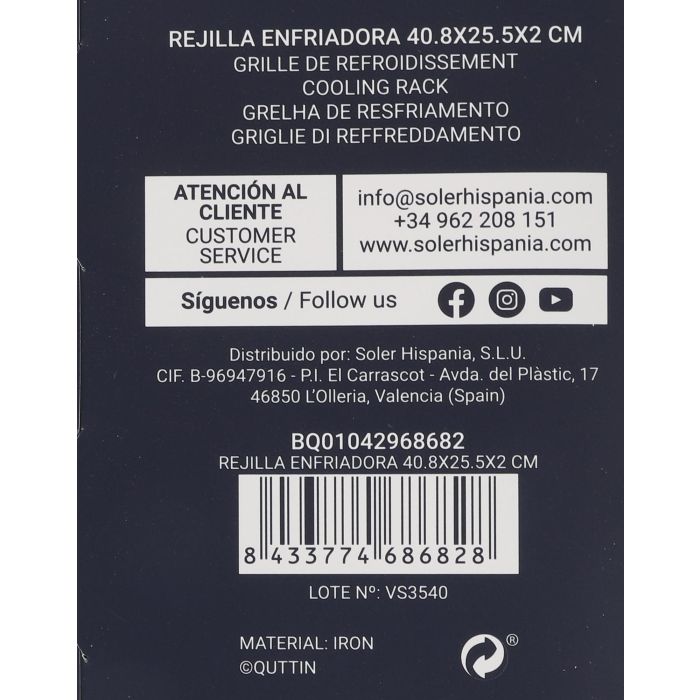 REJILLA ENFRIADORA 40.8X25.5X2 CM
GRILLE DE REFROIDISSEMENT
COOLING RACK
GRELHA DE RESFRIAMENTO
GRIGLIE DI REFFREDDAMENTO
ATENCIÓN AL
CLIENTE
CUSTOMER
SERVICE
info@solerhispania.com
+34 962 208 151
www.solerhispania.com
Síguenos / Follow us
Distribuido por: Soler Hispania, S.L.U.
CIF. B-96947916 - P.I. El Carrascot - Avda. del Plàstic, 17
46850 L'Olleria, Valencia (Spain)
BQ01042968682
REJILLA ENFRIADORA 40.8X25.5X2 CM
8 433774 686828
LOTE Nº: VS3540
MATERIAL: IRON
©QUTTIN
®